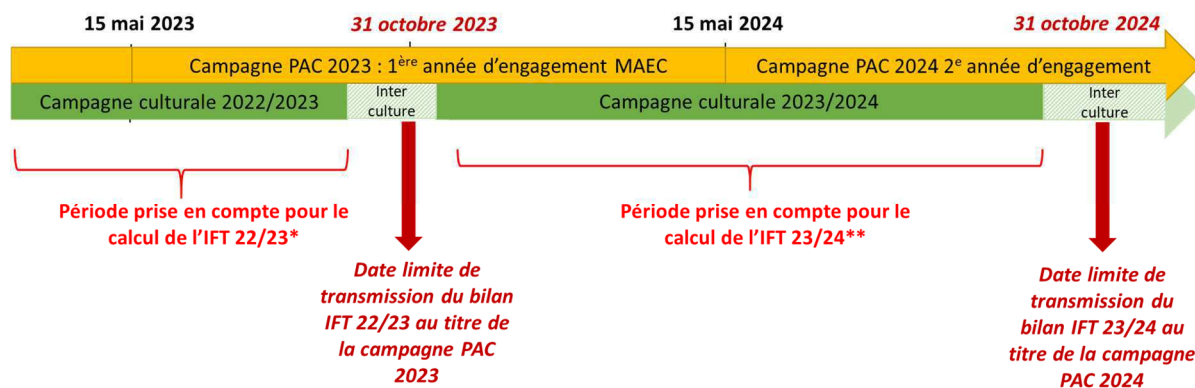 15 mai 2023
31 octobre 2023
15 mai 2024
31 octobre 2024
Campagne PAC 2023 : 1ère année d'engagement MAEC
Campagne PAC 2024 2e année d'engagement
Campagne culturale 2022/2023
Inter
culture
Campagne culturale 2023/2024
Inter
culture
Période prise en compte pour le
calcul de l'IFT 22/23*
Période prise en compte pour le
calcul de l'IFT 23/24**
Date limite de
transmission du bilan
IFT 22/23 au titre de
la campagne PAC
2023
Date limite de
transmission du
bilan IFT 23/24 au
titre de la campagne
PAC 2024